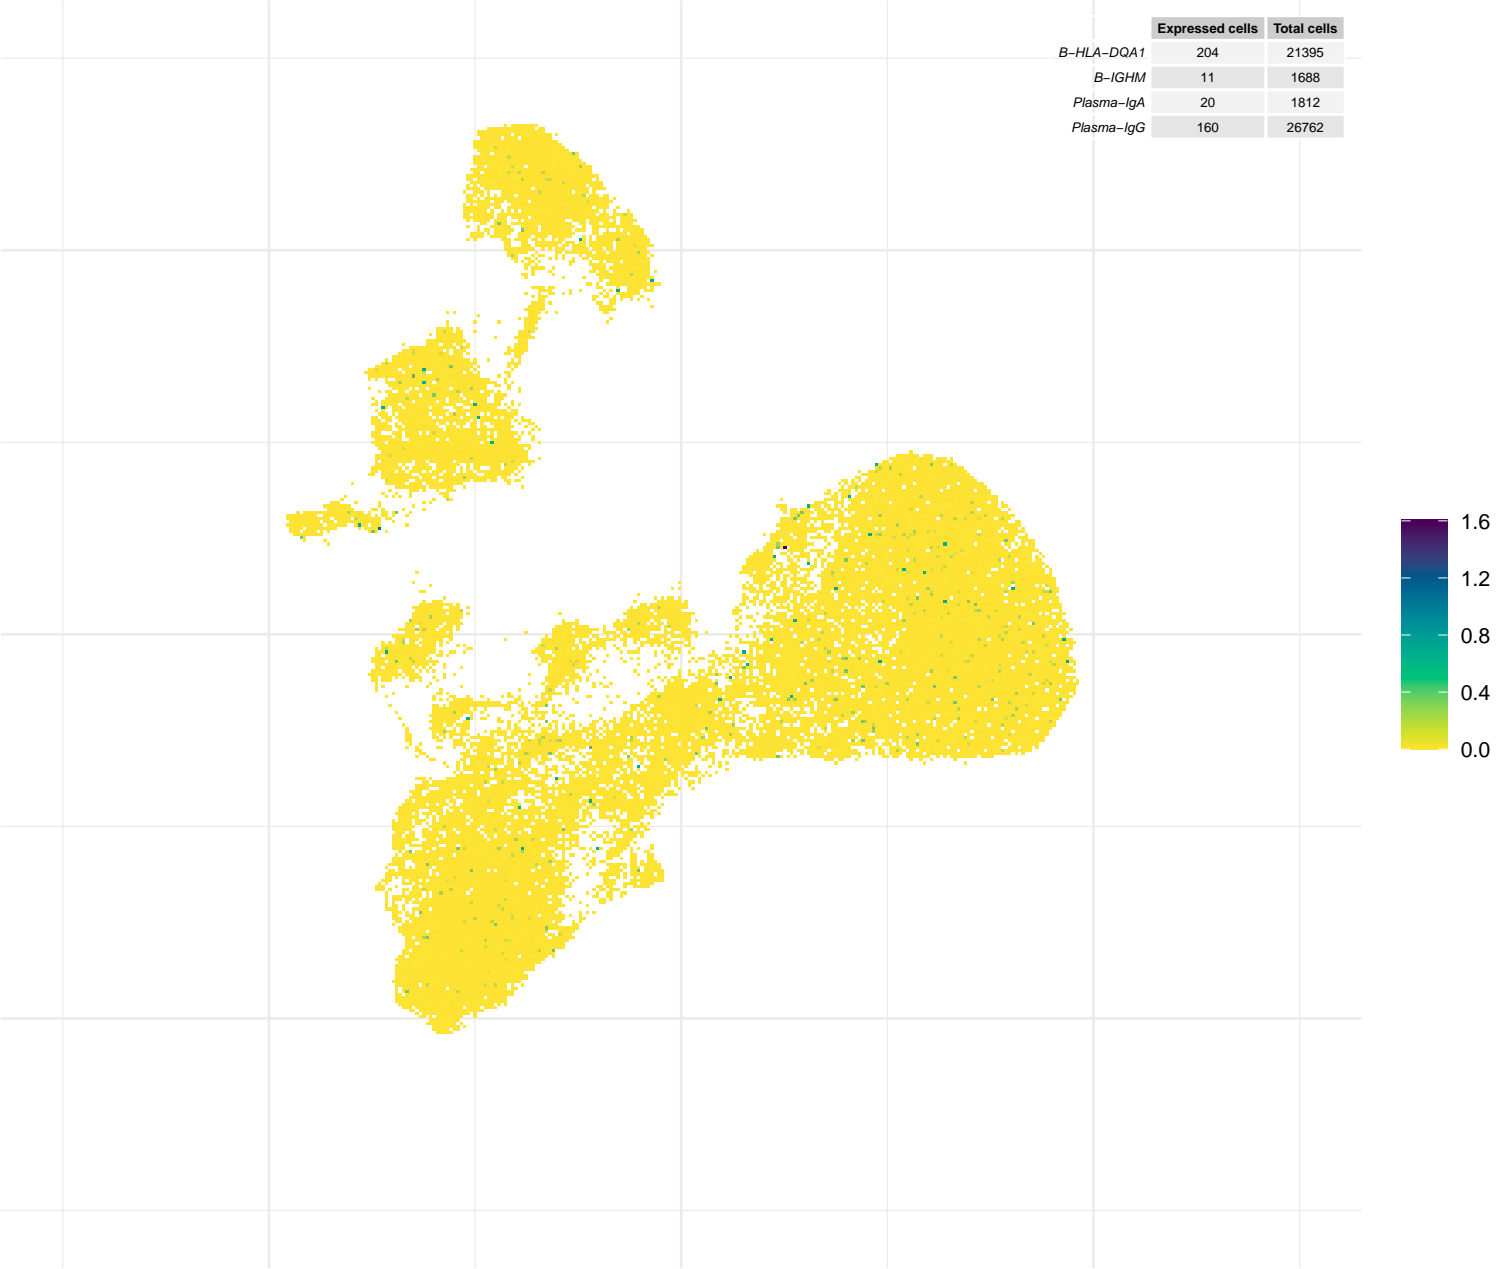 Expressed cells Total cells
B−HLA−DQA1 204 21395
B−IGHM 11 1688
Plasma−IgA 20 1812
Plasma−IgG 160 26762
1.6
1.2
0.8
0.4
0.0